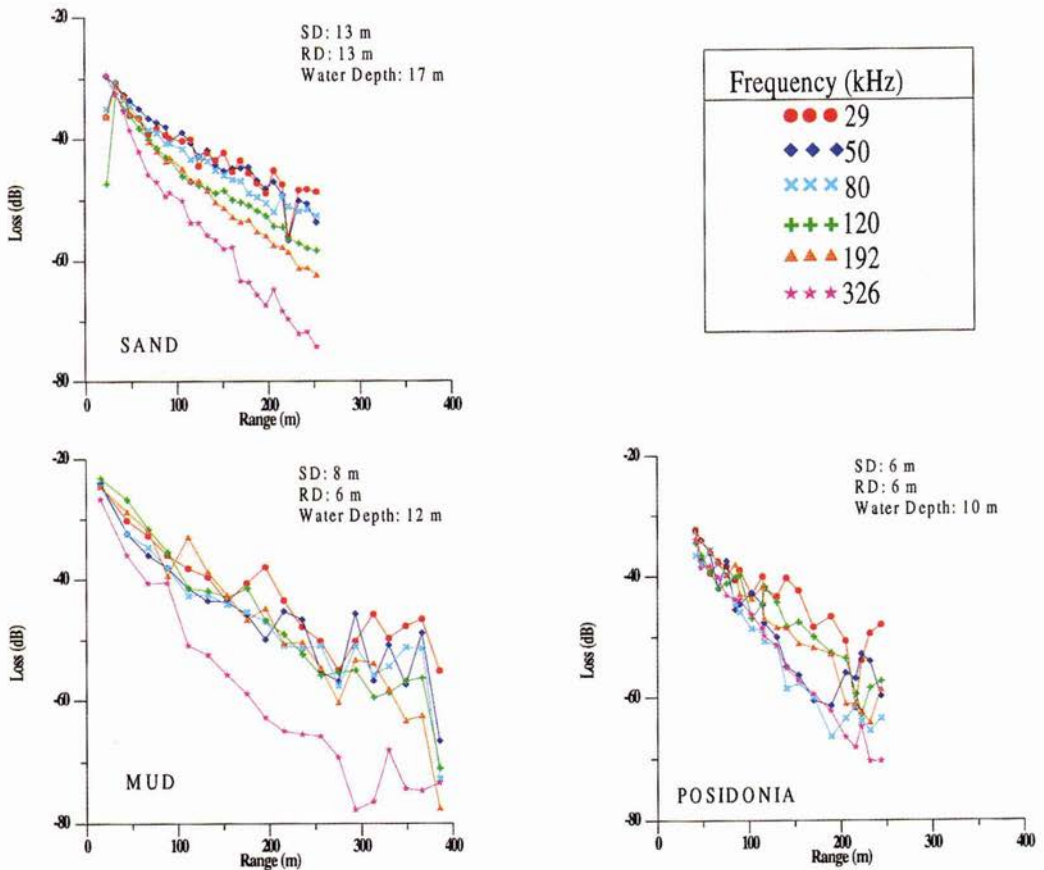 -20
-40
-60
-80
Loss (dB)
SD: 13 m
RD: 13 m
Water Depth: 17 m
SAND
0
100
200
300
400
Range (m)
Frequency (kHz)
29
50
80
120
192
326
-20
-40
-60
-80
Loss (dB)
SD: 8 m
RD: 6 m
Water Depth: 12 m
MUD
0
100
200
300
400
Range (m)
-20
-40
-60
-80
Loss (dB)
SD: 6 m
RD: 6 m
Water Depth: 10 m
POSIDONIA
0
100
200
300
400
Range (m)